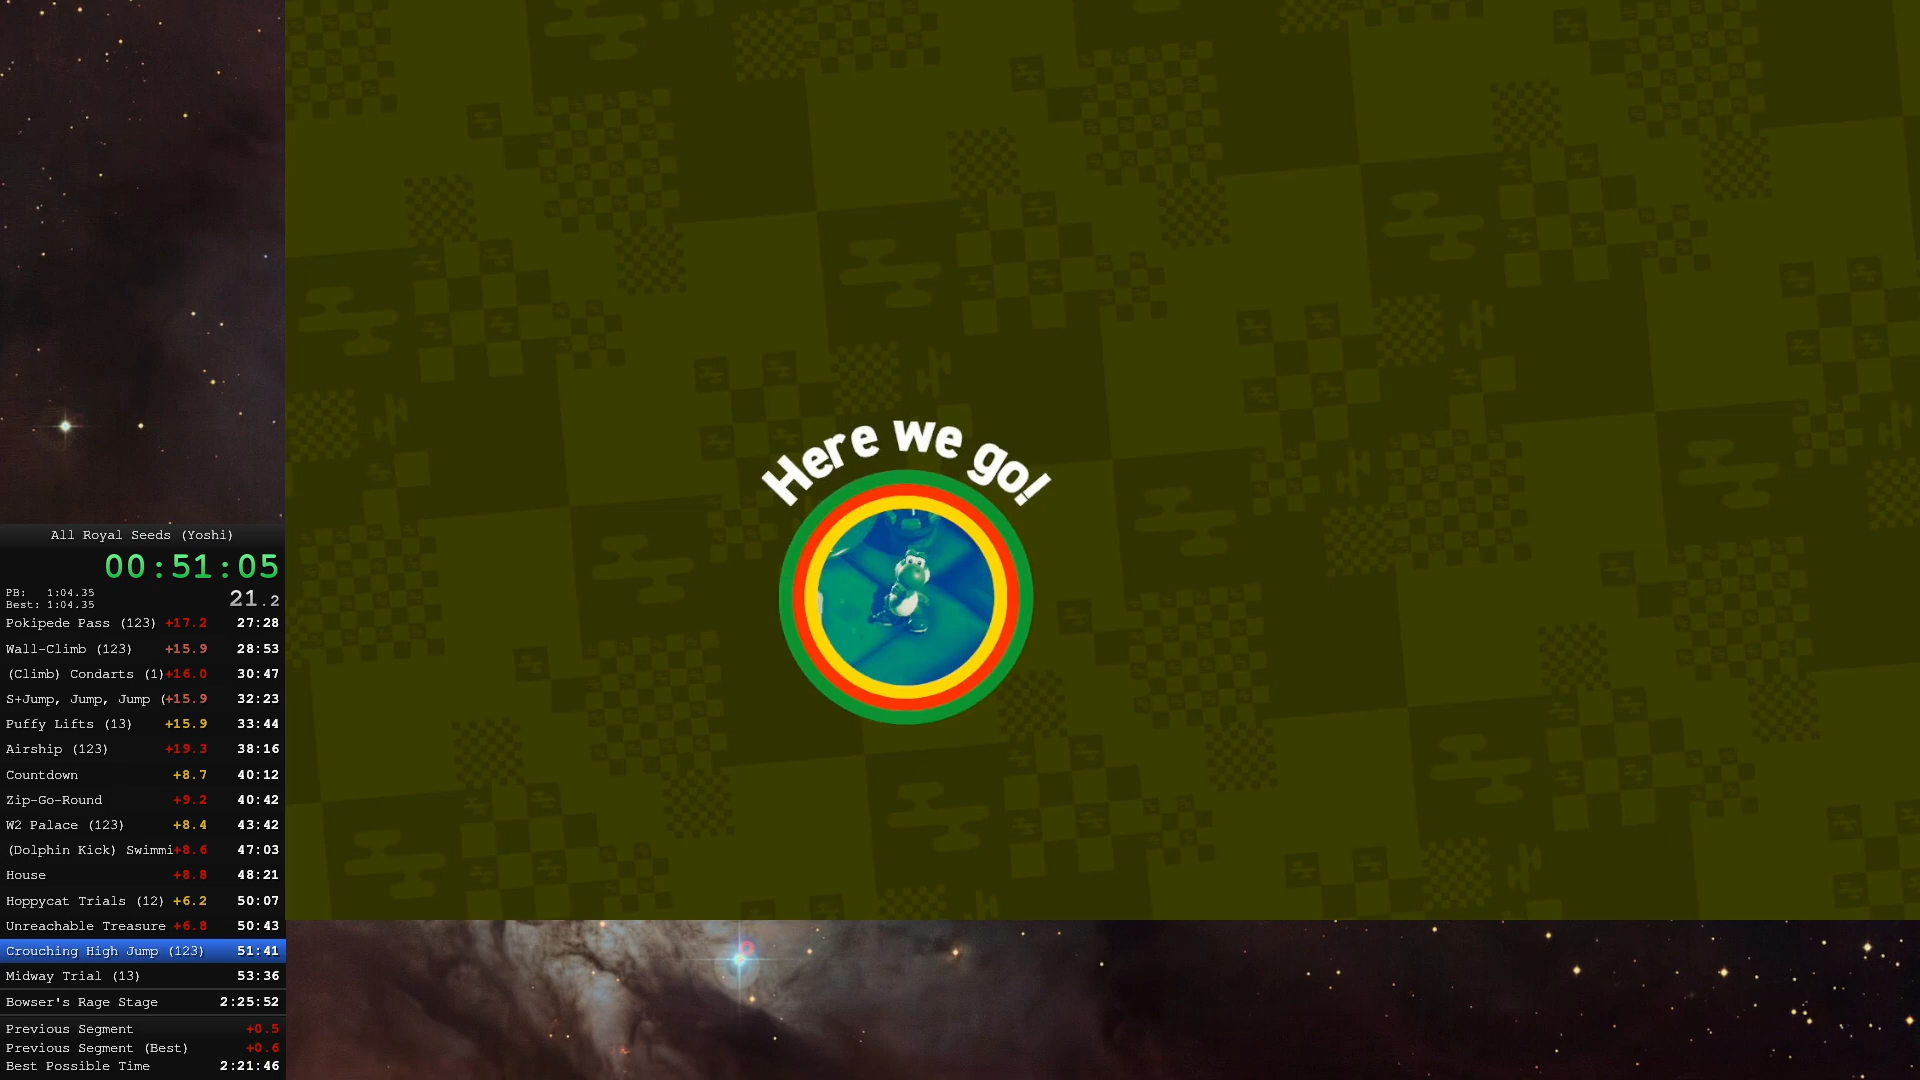 Here we go!
All Royal Seeds (Yoshi)
00:51:05
PB: 1:04.35
Best: 1:04.35
21.2
Pokipede Pass (123) +17.2 27:28
Wall-Climb (123) +15.9 28:53
(Climb) Condarts (1) +16.0 30:47
S+Jump, Jump, Jump ( +15.9 32:23
Puffy Lifts (13) +15.9 33:44
Airship (123) +19.3 38:16
Countdown +8.7 40:12
Zip-Go-Round +9.2 40:42
W2 Palace (123) +8.4 43:42
(Dolphin Kick) Swimmi +8.6 47:03
House +8.8 48:21
Hoppycat Trials (12) +6.2 50:07
Unreachable Treasure +6.8 50:43
Crouching High Jump (123) 51:41
Midway Trial (13) 53:36
Bowser's Rage Stage 2:25:52
Previous Segment +0.5
Previous Segment (Best) +0.6
Best Possible Time 2:21:46